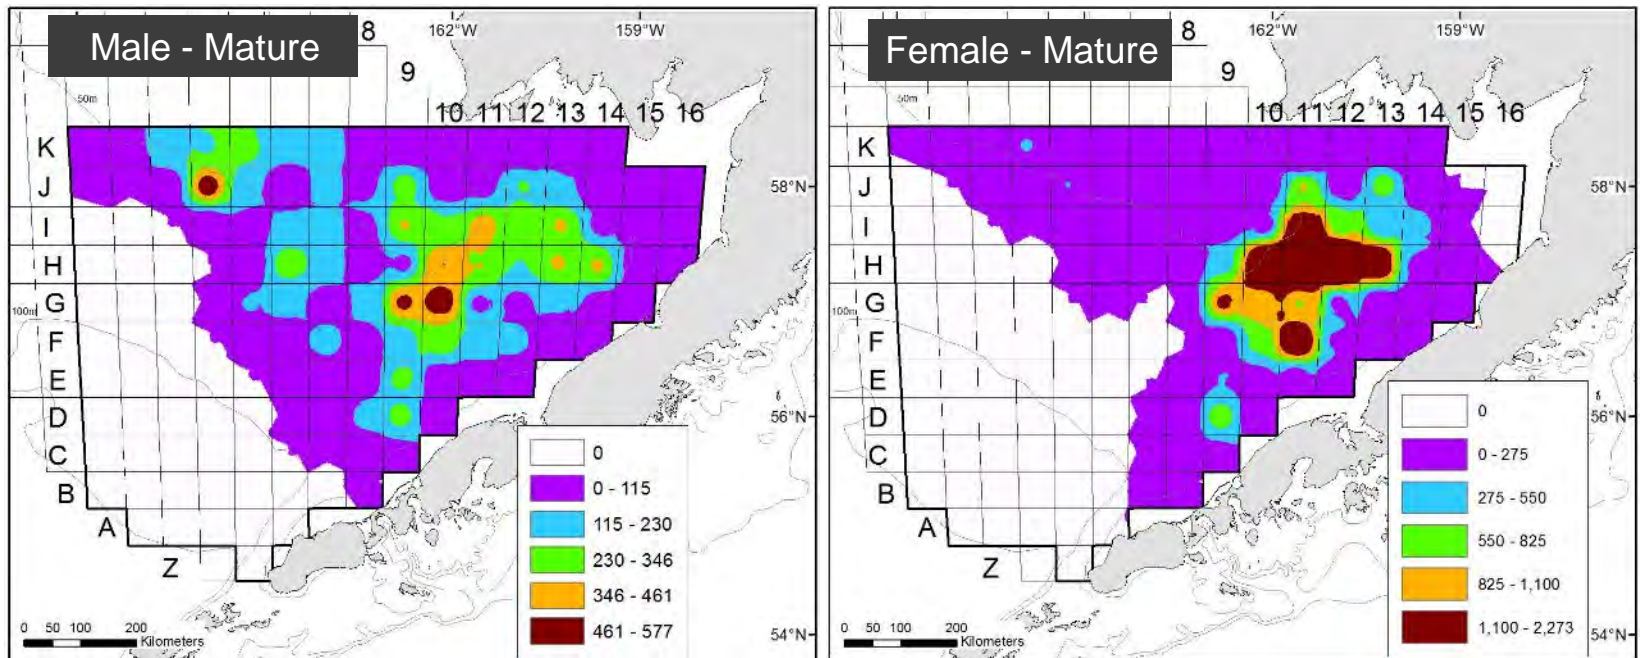 Male - Mature
8
162°W
159°W
9
50m
10 11 12 13 14 15 16
K
J
58°N
I
H
G
100m
F
E
D
56°N
C
B
A
Z
0
0 - 115
115 - 230
230 - 346
346 - 461
461 - 577
0 50 100 200
Kilometers
54°N
Female - Mature
8
162°W
159°W
9
50m
10 11 12 13 14 15 16
K
J
58°N
I
H
G
100m
F
E
D
56°N
C
B
A
Z
0
0 - 275
275 - 550
550 - 825
825 - 1,100
1,100 - 2,273
0 50 100 200
Kilometers
54°N